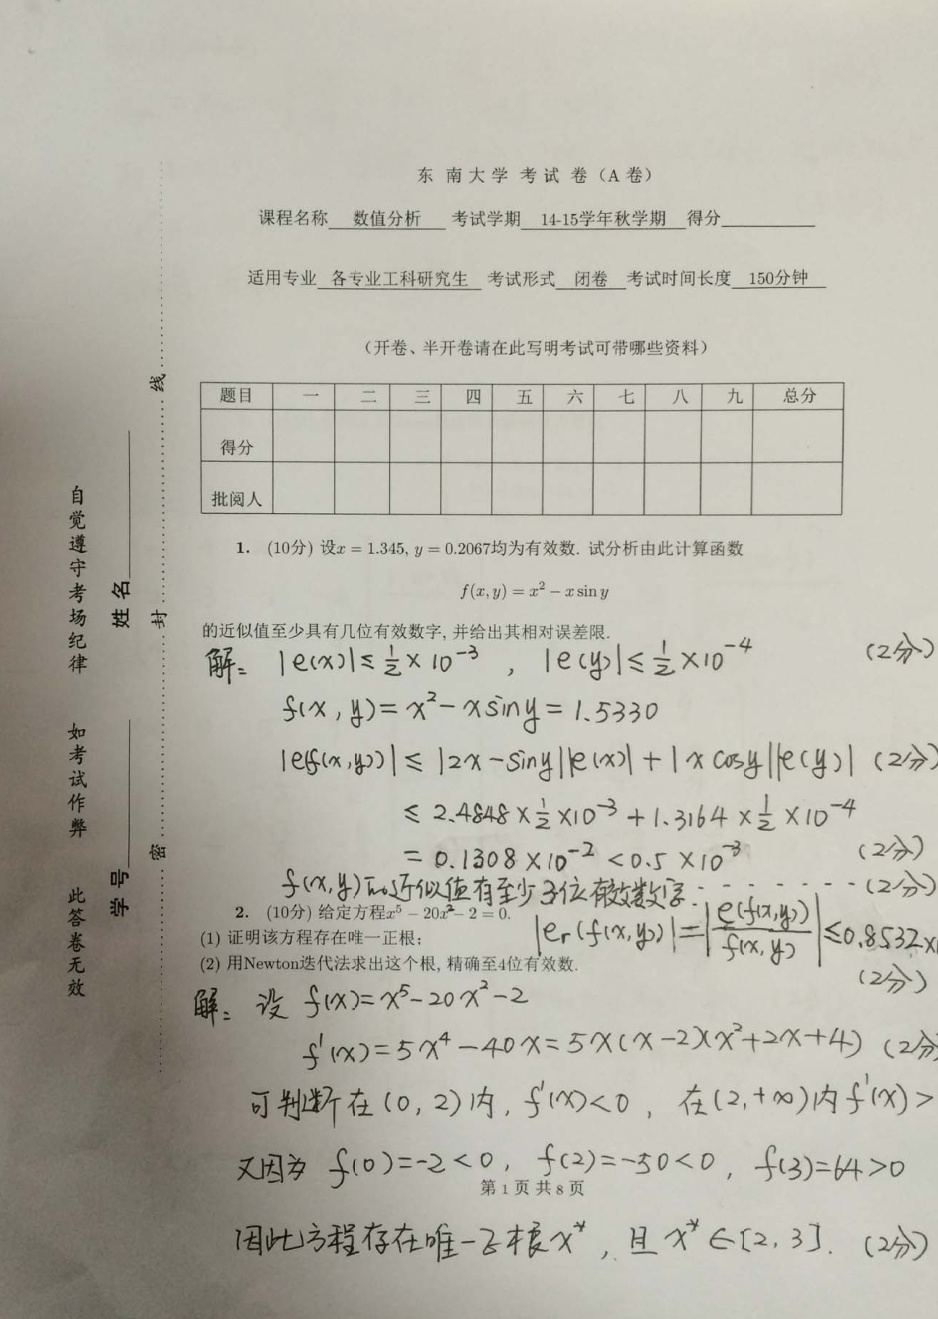 东 南 大 学 考 试 卷（A 卷）
课程名称 数值分析 考试学期 14-15学年秋学期 得分
适用专业 各专业工科研究生 考试形式 闭卷 考试时间长度 150分钟
（开卷、半开卷请在此写明考试可带哪些资料）
题目 一 二 三 四 五 六 七 八 九 总分
得分
批阅人
自觉遵守考场纪律 如考试作弊 此答卷无效
学号 姓名
密 封 线
1. (10分) 设x = 1.345, y = 0.2067均为有效数. 试分析由此计算函数
f(x, y) = x² − x sin y
的近似值至少具有几位有效数字, 并给出其相对误差限.
解: |e(x)| ≤ 1/2 × 10⁻³ , |e(y)| ≤ 1/2 × 10⁻⁴ (2分)
f(x, y) = x² − x sin y = 1.5330
|e(f(x,y))| ≤ |2x − sin y||e(x)| + |x cos y||e(y)| (2分)
≤ 2.4848 × 1/2 × 10⁻³ + 1.3164 × 1/2 × 10⁻⁴
= 0.1308 × 10⁻² < 0.5 × 10⁻³ (2分)
f(x,y)的近似值有至少3位有效数字. - - - - - - (2分)
2. (10分) 给定方程x⁵ − 20x² − 2 = 0.
|eᵣ(f(x,y))| = |e(f(x,y))/f(x,y)| ≤ 0.8532×
(2分)
(1) 证明该方程存在唯一正根;
(2) 用Newton迭代法求出这个根, 精确至4位有效数.
解: 设 f(x) = x⁵ − 20x² − 2
f'(x) = 5x⁴ − 40x = 5x(x − 2)(x² + 2x + 4) (2分)
可判断在(0, 2)内, f'(x) < 0 , 在(2, +∞)内 f'(x) >
又因为 f(0) = −2 < 0, f(2) = −50 < 0, f(3) = 64 > 0
第 1 页 共 8 页
因此方程存在唯一正根x*, 且 x* ∈ [2, 3]. (2分)